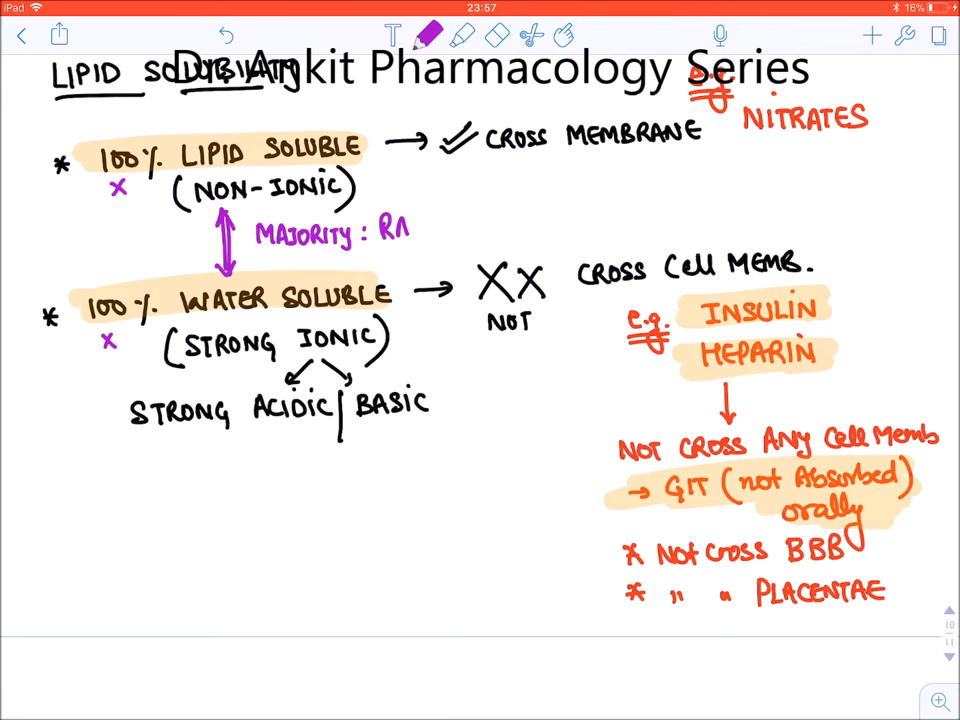 iPad 23:57 16%
Dr Ankit Pharmacology Series
LIPID SOLUBILITY
e.g.
NITRATES
* 100% LIPID SOLUBLE → CROSS MEMBRANE
x (NON-IONIC)
MAJORITY :
* 100% WATER SOLUBLE → XX CROSS Cell MEMB.
NOT
x (STRONG IONIC)
e.g. INSULIN
HEPARIN
STRONG ACIDIC | BASIC
NOT CROSS ANY Cell Memb
→ GIT (not Absorbed)
orally
* Not cross BBB
* " " PLACENTAE
10
11